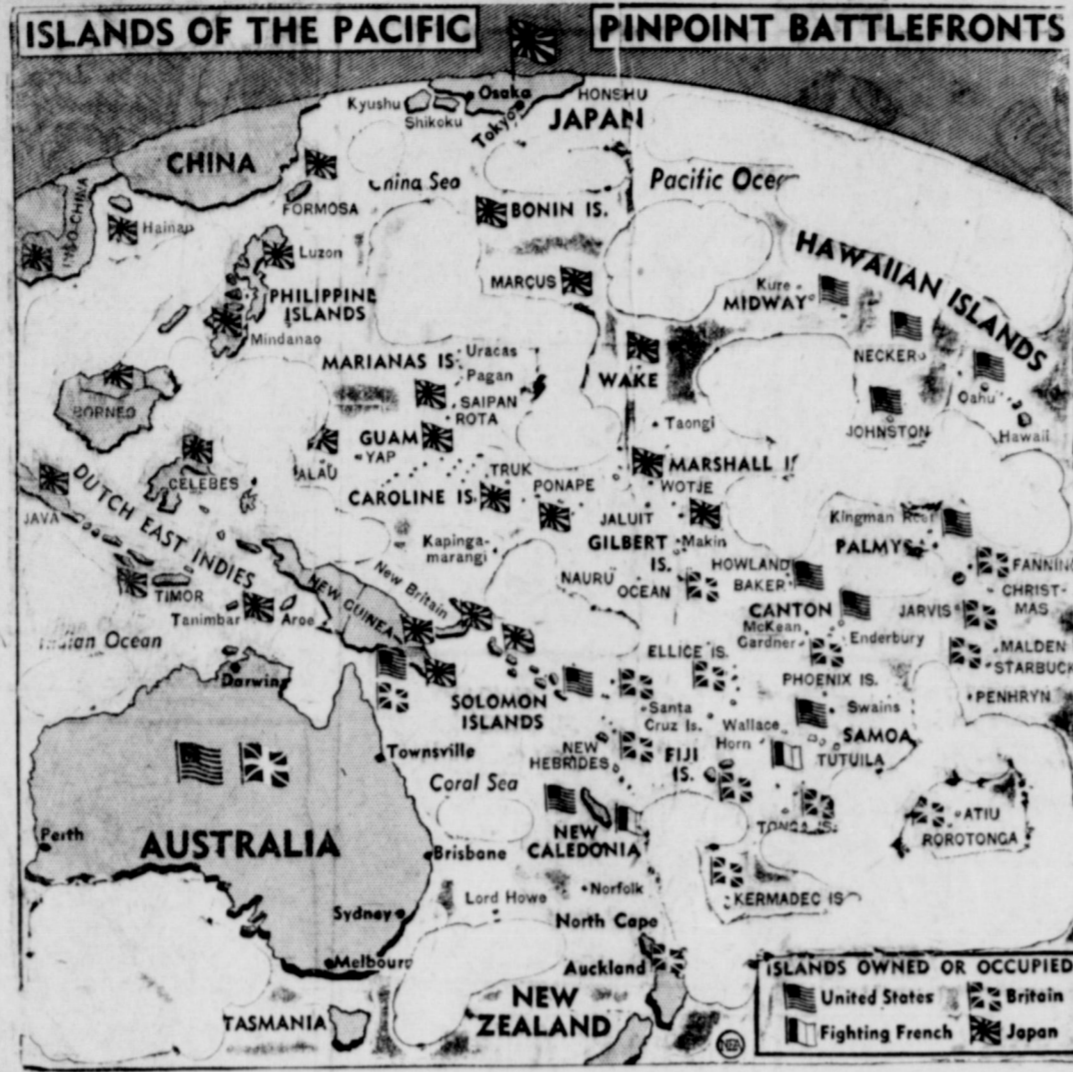 ISLANDS OF THE PACIFIC
PINPOINT BATTLEFRONTS
Osaka
HONSHU
Kyushu
Shikoku
Tokyo
JAPAN
CHINA
China Sea
Pacific Ocean
INDO-CHINA
FORMOSA
BONIN IS.
Hainan
Luzon
HAWAIIAN ISLANDS
MARCUS
Kure
MIDWAY
PHILIPPINE
ISLANDS
Mindanao
MARIANAS IS.
Uracas
Pagan
NECKER
WAKE
SAIPAN
ROTA
Oahu
BORNEO
Taongi
JOHNSTON
Hawaii
GUAM
YAP
ALAU
TRUK
MARSHALL IS
CELEBES
DUTCH EAST INDIES
PONAPE
WOTJE
CAROLINE IS.
JAVA
JALUIT
Kingman Reef
Kapinga-
marangi
GILBERT
IS.
Makin
PALMY
HOWLAND
BAKER
FANNING
NAURU
OCEAN
CHRIST-
MAS
TIMOR
NEW GUINEA
New Britain
CANTON
JARVIS
Tanimbar
Aroe
McKean
Gardner
Enderbury
Indian Ocean
ELLICE IS.
MALDEN
STARBUCK
Darwin
PHOENIX IS.
SOLOMON
ISLANDS
PENHRYN
Santa
Cruz Is.
Swains
Wallace
Horn
SAMOA
Townsville
NEW
HEBRIDES
FIJI
IS.
TUTUILA
Coral Sea
Perth
AUSTRALIA
NEW
CALEDONIA
TONGA IS.
ATIU
ROROTONGA
Brisbane
Lord Howe
Norfolk
KERMADEC IS
Sydney
North Cape
Melbourn
Auckland
ISLANDS OWNED OR OCCUPIED
United States
Britain
Fighting French
Japan
TASMANIA
NEW
ZEALAND
NEA